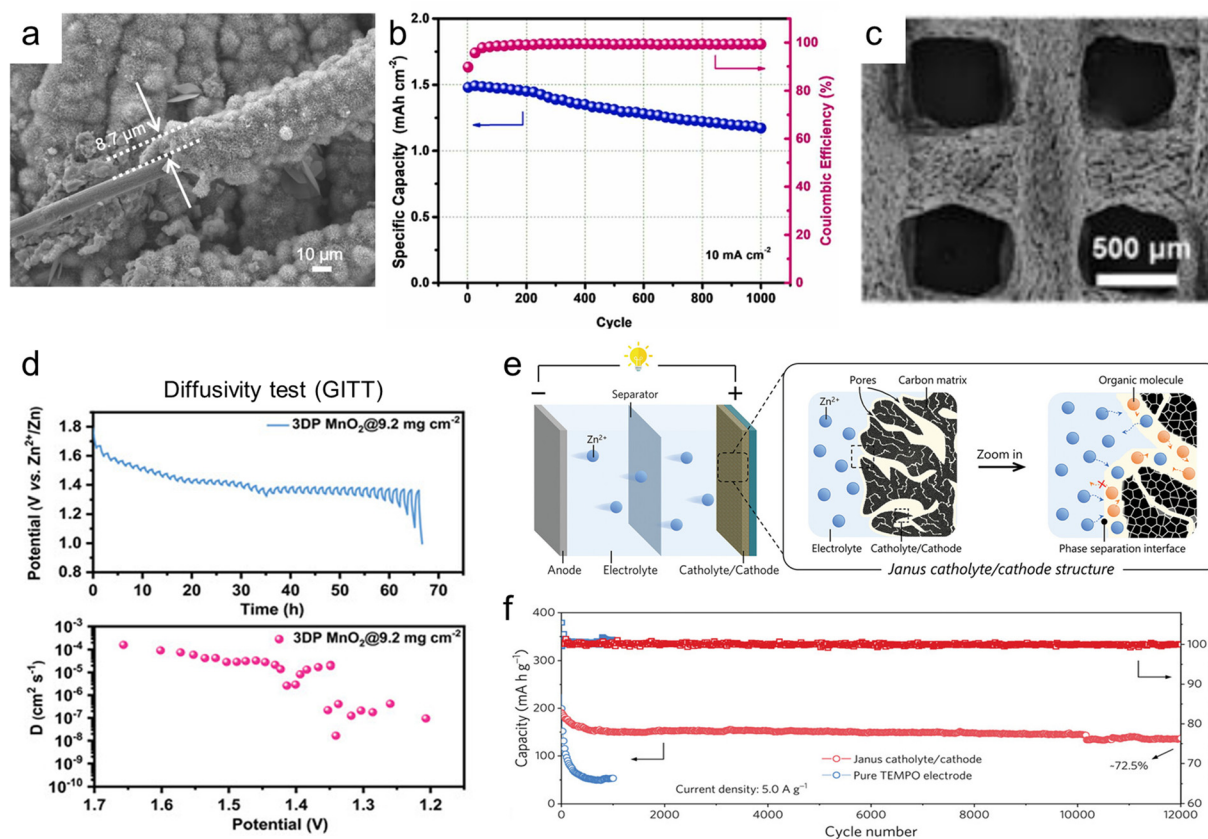 a
8.7 μm
10 μm
b
Specific Capacity (mAh cm⁻²)
2.0
1.5
1.0
0.5
0.0
100
80
60
40
20
0
Coulombic Efficiency (%)
10 mA cm⁻²
0 200 400 600 800 1000
Cycle
c
500 μm
d
Diffusivity test (GITT)
3DP MnO₂@9.2 mg cm⁻²
Potential (V vs. Zn²⁺/Zn)
1.8
1.6
1.4
1.2
1.0
0.8
0 10 20 30 40 50 60 70
Time (h)
3DP MnO₂@9.2 mg cm⁻²
D (cm² s⁻¹)
10⁻³
10⁻⁴
10⁻⁵
10⁻⁶
10⁻⁷
10⁻⁸
10⁻⁹
10⁻¹⁰
1.7 1.6 1.5 1.4 1.3 1.2
Potential (V)
e
− +
Separator
Zn²⁺
Anode Electrolyte Catholyte/Cathode
Pores Carbon matrix
Zn²⁺
Electrolyte Catholyte/Cathode
Zoom in
Organic molecule
Phase separation interface
Janus catholyte/cathode structure
f
Capacity (mA h g⁻¹)
400
350
300
250
200
150
100
50
0
100
90
80
70
60
Janus catholyte/cathode
Pure TEMPO electrode
Current density: 5.0 A g⁻¹
-72.5%
0 2000 4000 6000 8000 10000 12000
Cycle number